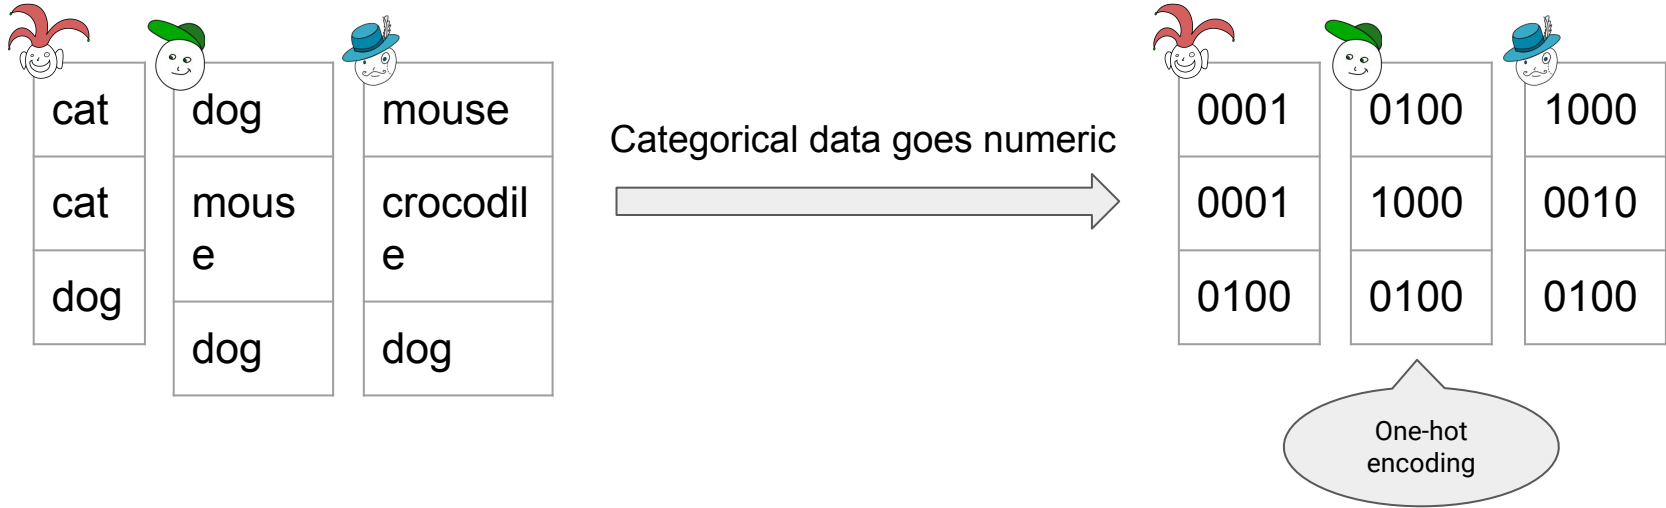 cat
cat
dog
dog
mous
e
dog
mouse
crocodil
e
dog
Categorical data goes numeric
0001
0001
0100
0100
1000
0100
1000
0010
0100
One-hot
encoding